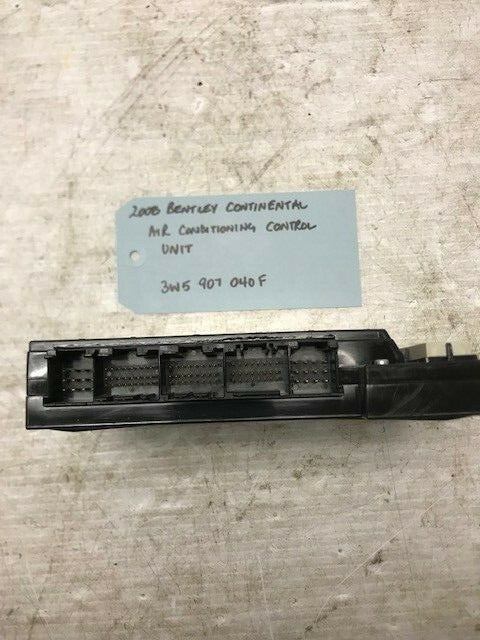 2008 BENTLEY CONTINENTAL
AIR CONDITIONING CONTROL
UNIT
3W5 907 040F